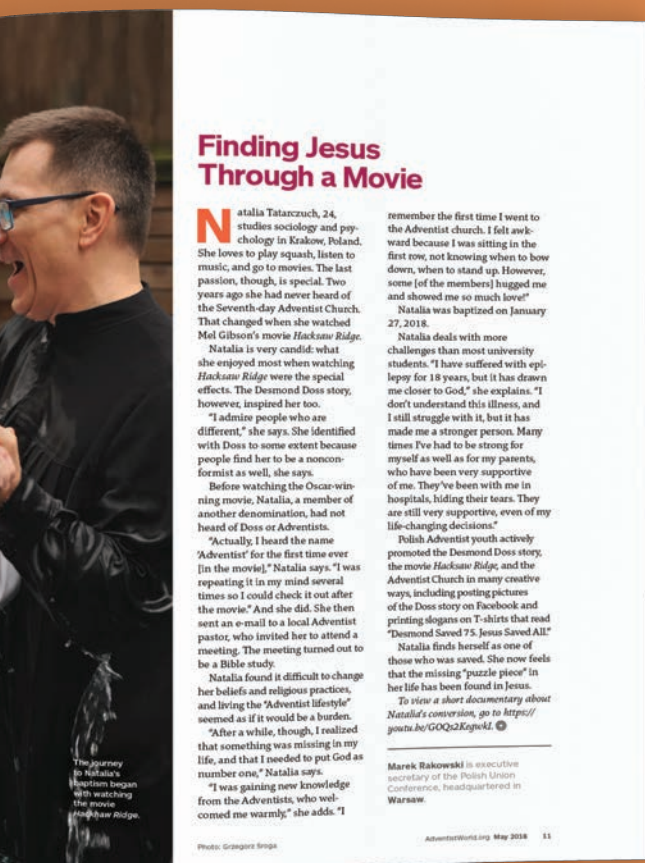 Finding Jesus
Through a Movie
Natalia Tatarczuch, 24,
studies sociology and psy-
chology in Krakow, Poland.
She loves to play squash, listen to
music, and go to movies. The last
passion, though, is special. Two
years ago she had never heard of
the Seventh-day Adventist Church.
That changed when she watched
Mel Gibson's movie Hacksaw Ridge.
Natalia is very candid: what
she enjoyed most when watching
Hacksaw Ridge were the special
effects. The Desmond Doss story,
however, inspired her too.
"I admire people who are
different," she says. She identified
with Doss to some extent because
people find her to be a noncon-
formist as well, she says.
Before watching the Oscar-win-
ning movie, Natalia, a member of
another denomination, had not
heard of Doss or Adventists.
"Actually, I heard the name
'Adventist' for the first time ever
[in the movie]," Natalia says. "I was
repeating it in my mind several
times so I could check it out after
the movie." And she did. She then
sent an e-mail to a local Adventist
pastor, who invited her to attend a
meeting. The meeting turned out to
be a Bible study.
Natalia found it difficult to change
her beliefs and religious practices,
and living the "Adventist lifestyle"
seemed as if it would be a burden.
"After a while, though, I realized
that something was missing in my
life, and that I needed to put God as
number one," Natalia says.
"I was gaining new knowledge
from the Adventists, who wel-
comed me warmly," she adds. "I
remember the first time I went to
the Adventist church. I felt awk-
ward because I was sitting in the
first row, not knowing when to bow
down, when to stand up. However,
some [of the members] hugged me
and showed me so much love!"
Natalia was baptized on January
27, 2018.
Natalia deals with more
challenges than most university
students. "I have suffered with epi-
lepsy for 18 years, but it has drawn
me closer to God," she explains. "I
don't understand this illness, and
I still struggle with it, but it has
made me a stronger person. Many
times I've had to be strong for
myself as well as for my parents,
who have been very supportive
of me. They've been with me in
hospitals, hiding their tears. They
are still very supportive, even of my
life-changing decisions."
Polish Adventist youth actively
promoted the Desmond Doss story,
the movie Hacksaw Ridge, and the
Adventist Church in many creative
ways, including posting pictures
of the Doss story on Facebook and
printing slogans on T-shirts that read
"Desmond Saved 75. Jesus Saved All."
Natalia finds herself as one of
those who was saved. She now feels
that the missing "puzzle piece" in
her life has been found in Jesus.
To view a short documentary about
Natalia's conversion, go to https://
youtu.be/GOQs2KegwkI.
Marek Rakowski is executive
secretary of the Polish Union
Conference, headquartered in
Warsaw.
The journey
to Natalia's
baptism began
with watching
the movie
Hackhaw Ridge.
Photo: Grzegorz Sroga
AdventistWorld.org May 2018 11